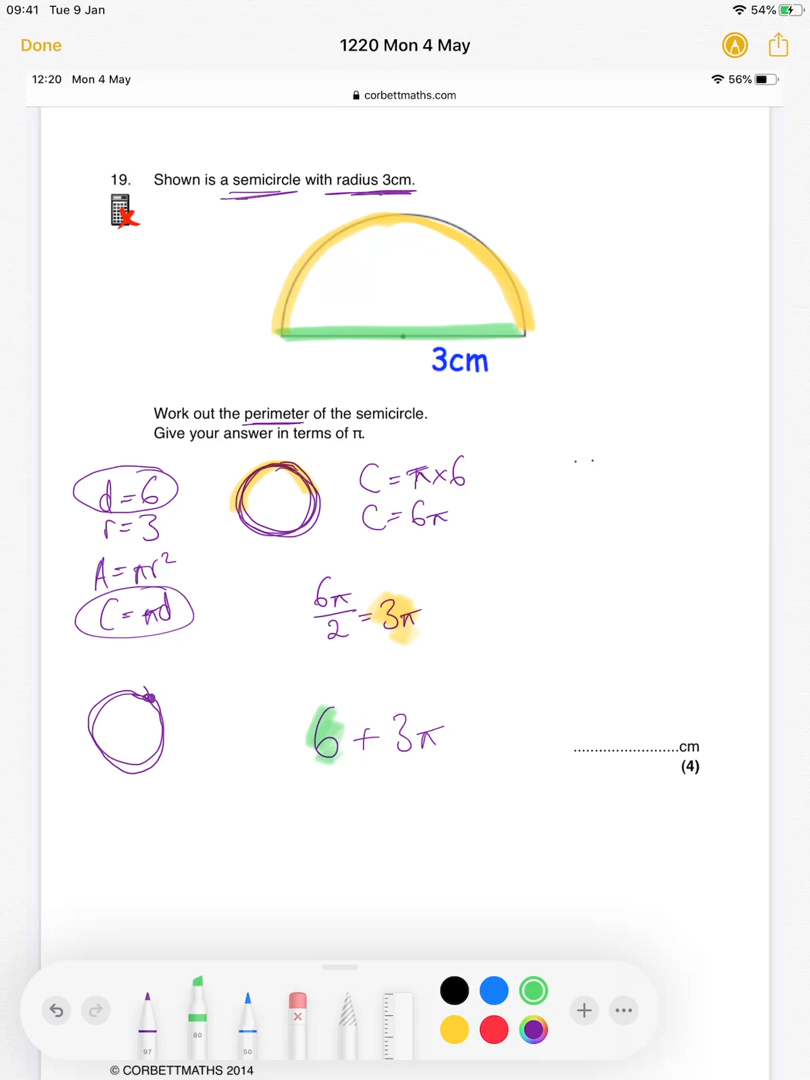 09:41 Tue 9 Jan 54%
Done 1220 Mon 4 May
12:20 Mon 4 May 56%
corbettmaths.com
19. Shown is a semicircle with radius 3cm.
3cm
Work out the perimeter of the semicircle.
Give your answer in terms of π.
d = 6
r = 3
A = πr²
C = πd
C = π × 6
C = 6π
6π/2 = 3π
6 + 3π
........................cm
(4)
97 80 50
© CORBETTMATHS 2014